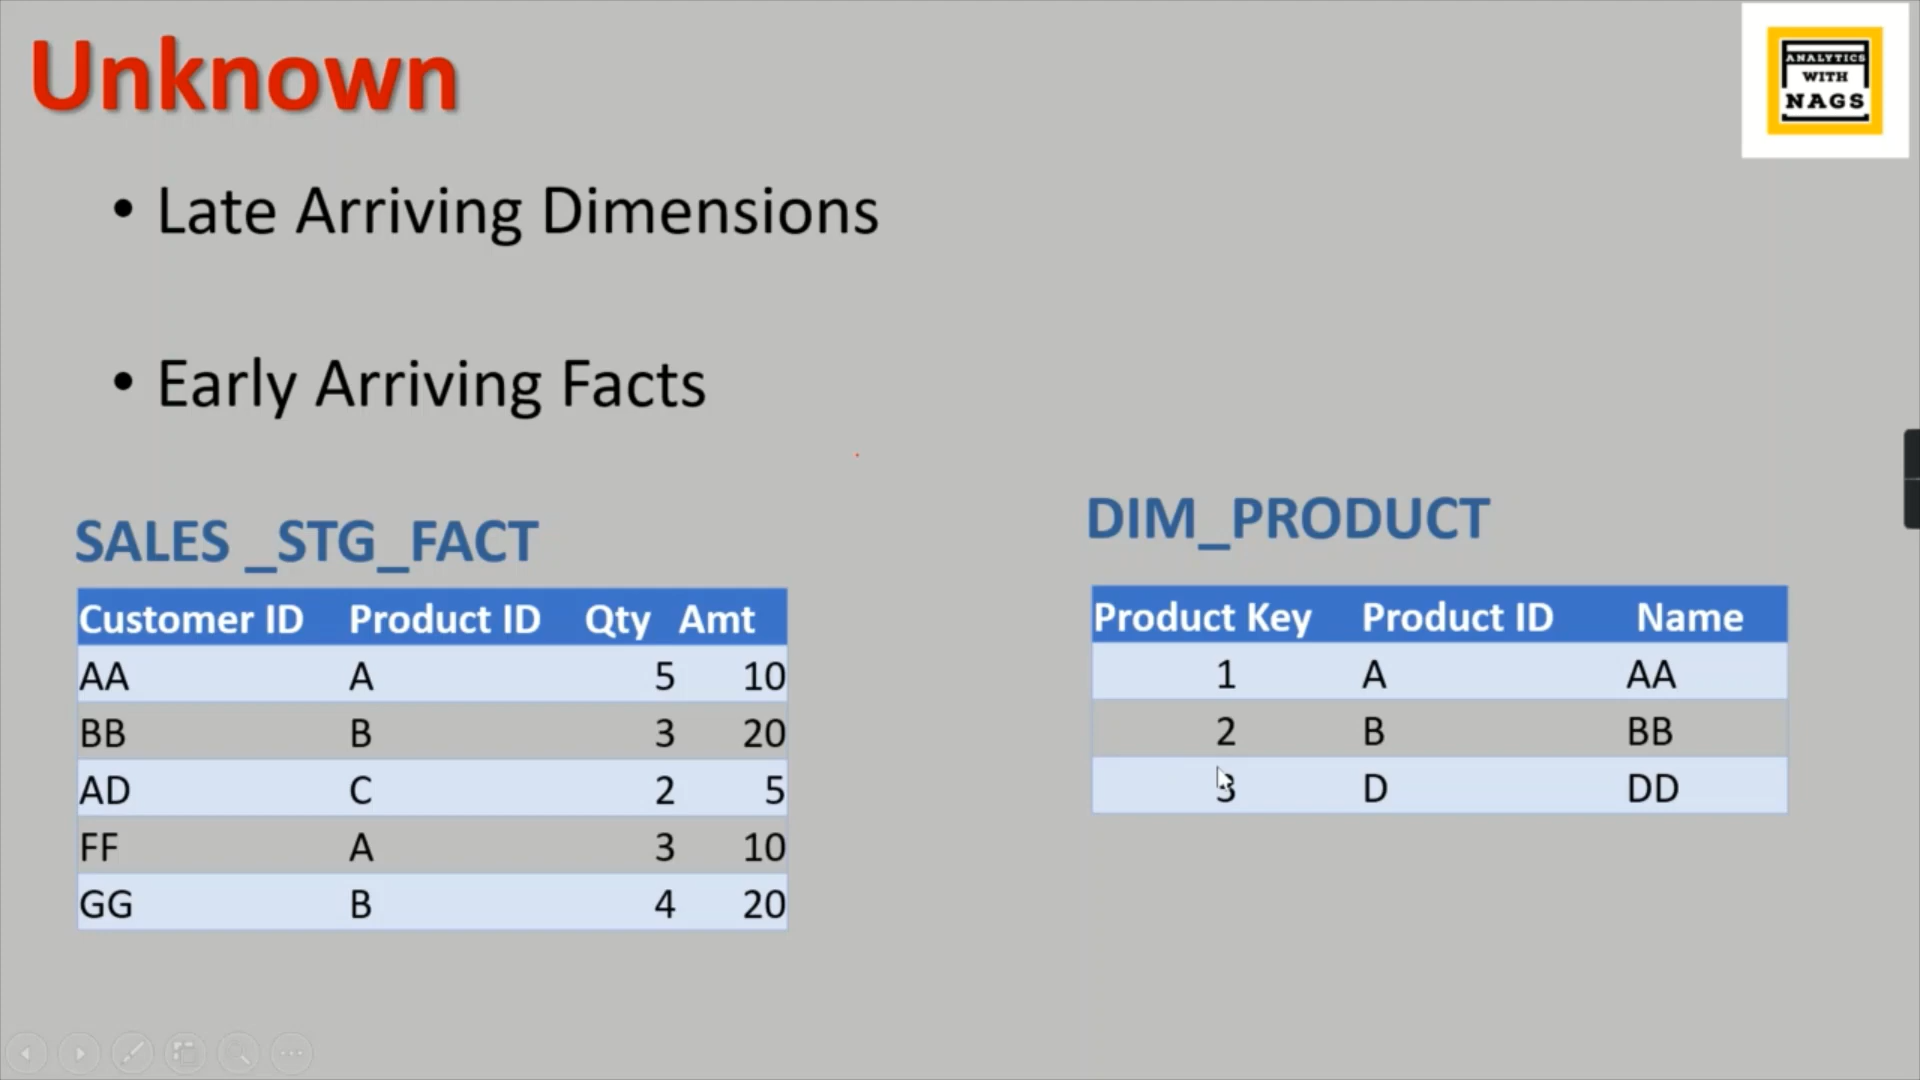 Unknown
ANALYTICS
WITH
NAGS
• Late Arriving Dimensions
• Early Arriving Facts
SALES _STG_FACT
Customer ID Product ID Qty Amt
AA A 5 10
BB B 3 20
AD C 2 5
FF A 3 10
GG B 4 20
DIM_PRODUCT
Product Key Product ID Name
1 A AA
2 B BB
3 D DD